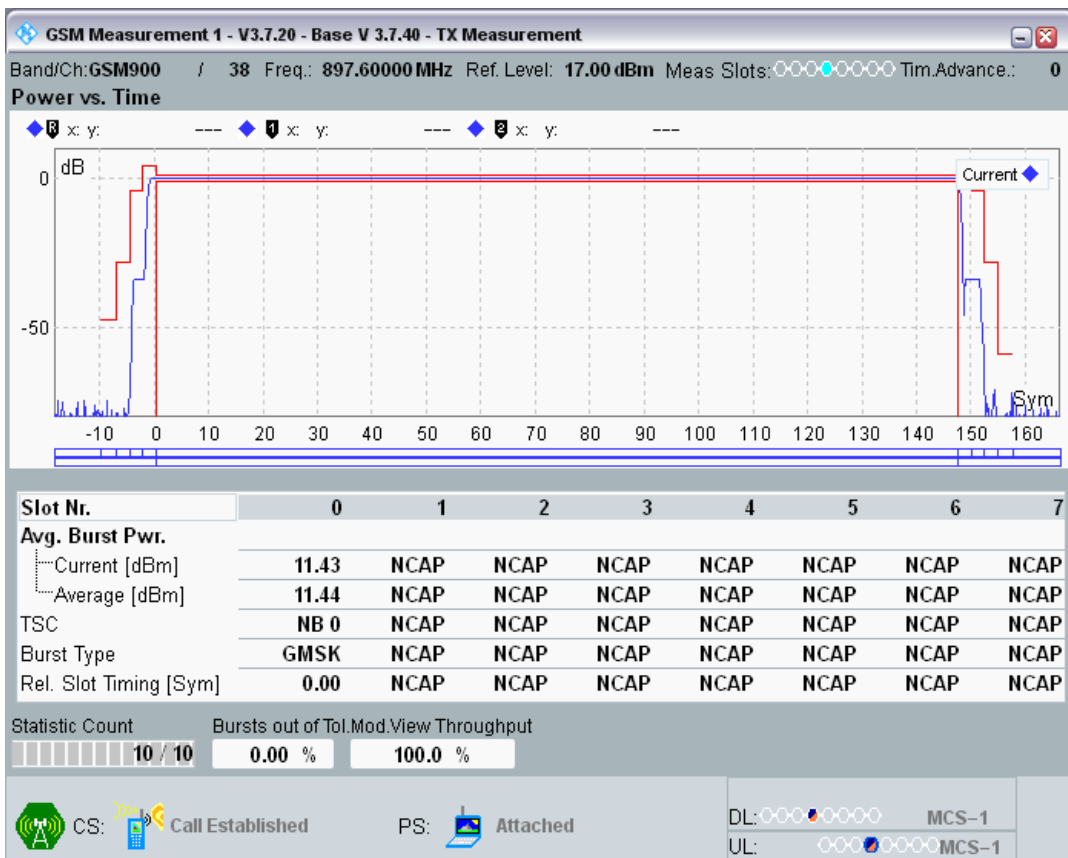 GSM Measurement 1 - V3.7.20 - Base V 3.7.40 - TX Measurement
Band/Ch:GSM900 / 38 Freq.: 897.60000 MHz Ref. Level: 17.00 dBm Meas Slots: Tim.Advance.: 0
Power vs. Time
R x: y: --- 1 x: y: --- 2 x: y: ---
dB
Current
0
-50
Sym
-10 0 10 20 30 40 50 60 70 80 90 100 110 120 130 140 150 160
Slot Nr. 0 1 2 3 4 5 6 7
Avg. Burst Pwr.
Current [dBm] 11.43 NCAP NCAP NCAP NCAP NCAP NCAP NCAP
Average [dBm] 11.44 NCAP NCAP NCAP NCAP NCAP NCAP NCAP
TSC NB 0 NCAP NCAP NCAP NCAP NCAP NCAP NCAP
Burst Type GMSK NCAP NCAP NCAP NCAP NCAP NCAP NCAP
Rel. Slot Timing [Sym] 0.00 NCAP NCAP NCAP NCAP NCAP NCAP NCAP
Statistic Count Bursts out of Tol.Mod.View Throughput
10 / 10 0.00 % 100.0 %
CS: Call Established PS: Attached
DL: MCS-1
UL: MCS-1